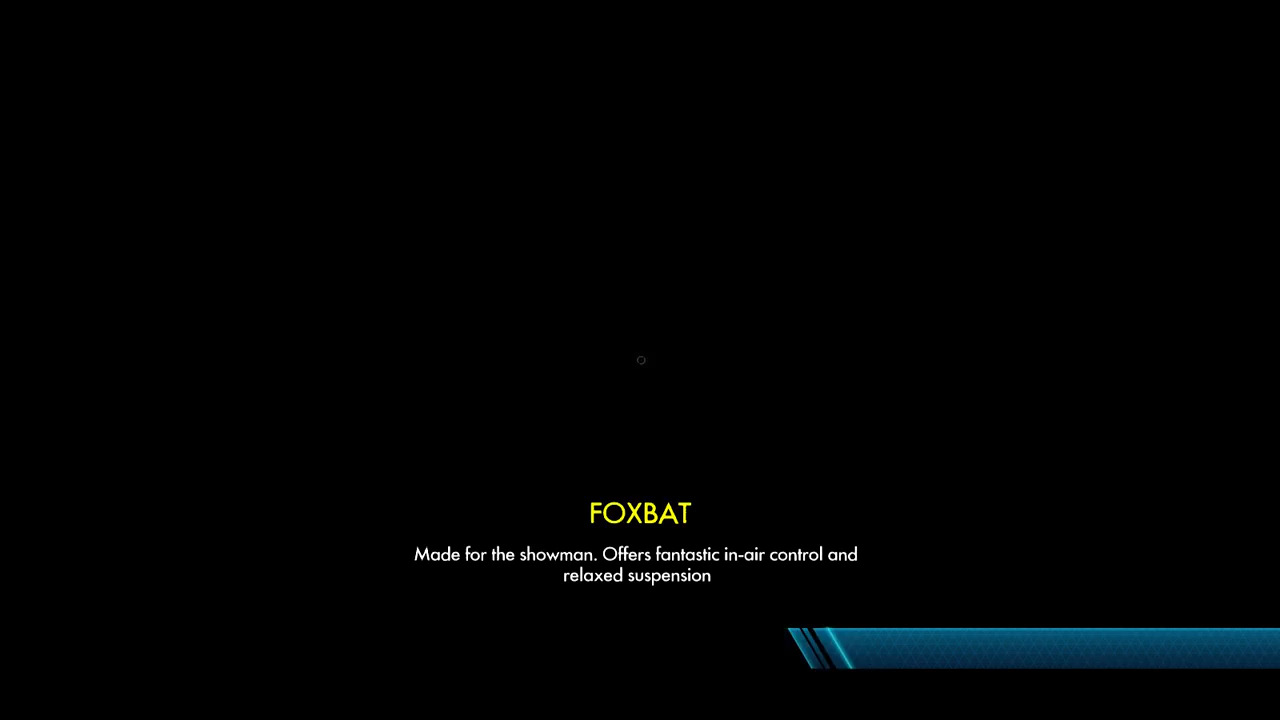 FOXBAT
Made for the showman. Offers fantastic in-air control and
relaxed suspension